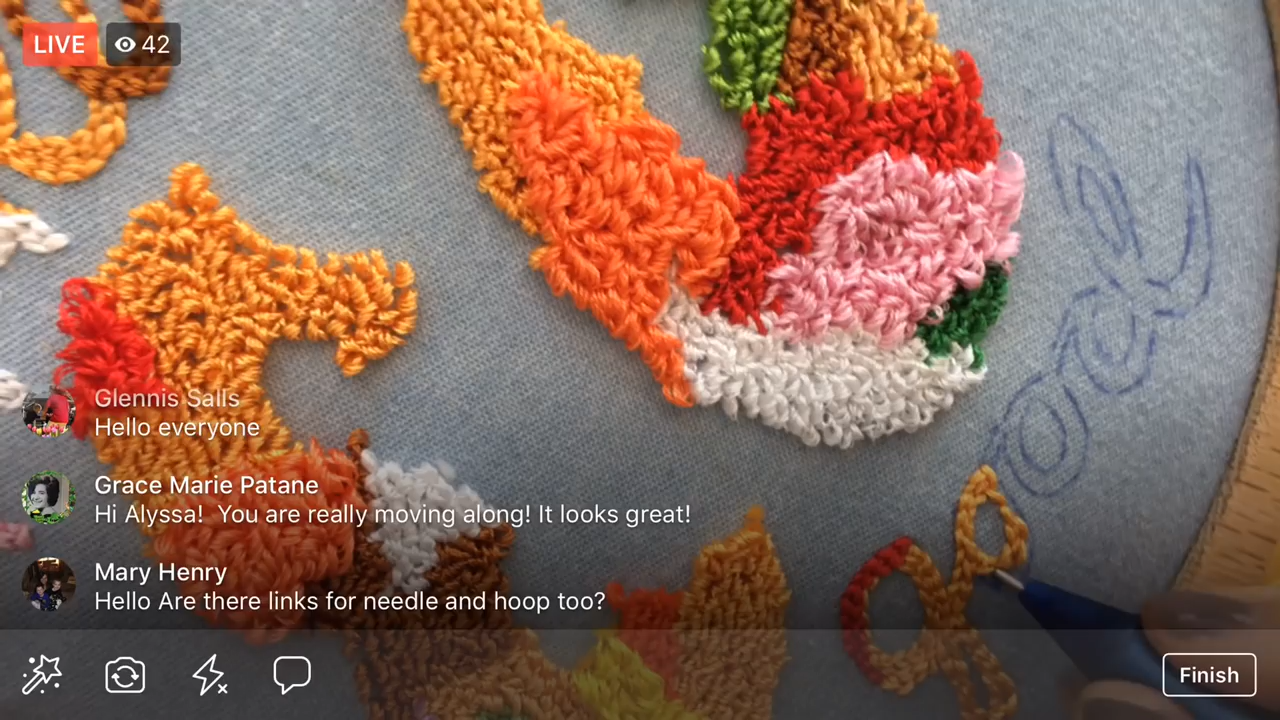 LIVE 42
Glennis Salls
Hello everyone
Grace Marie Patane
Hi Alyssa!  You are really moving along! It looks great!
Mary Henry
Hello Are there links for needle and hoop too?
Finish